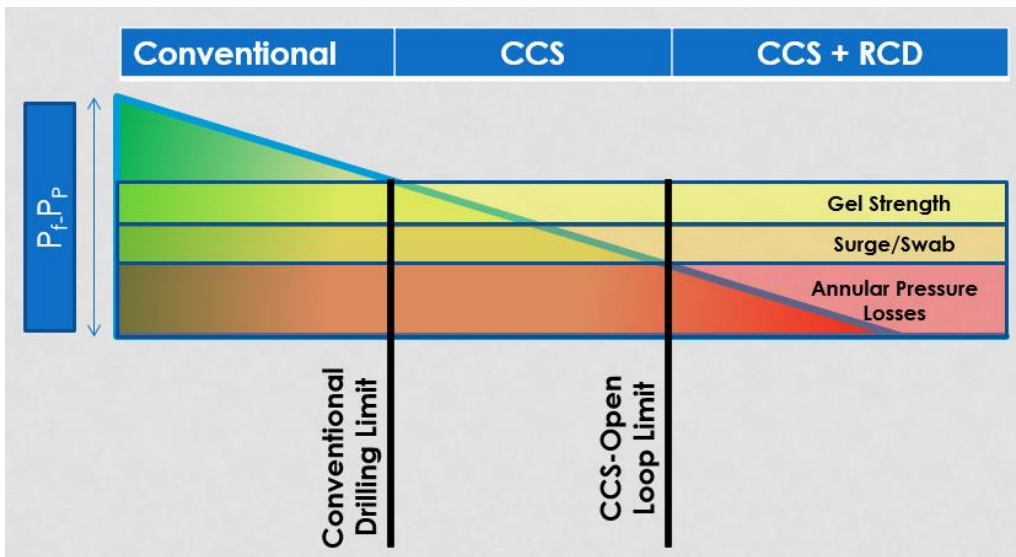 Conventional
CCS
CCS + RCD
Pf-PP
Gel Strength
Surge/Swab
Annular Pressure
Losses
Conventional
Drilling Limit
CCS-Open
Loop Limit